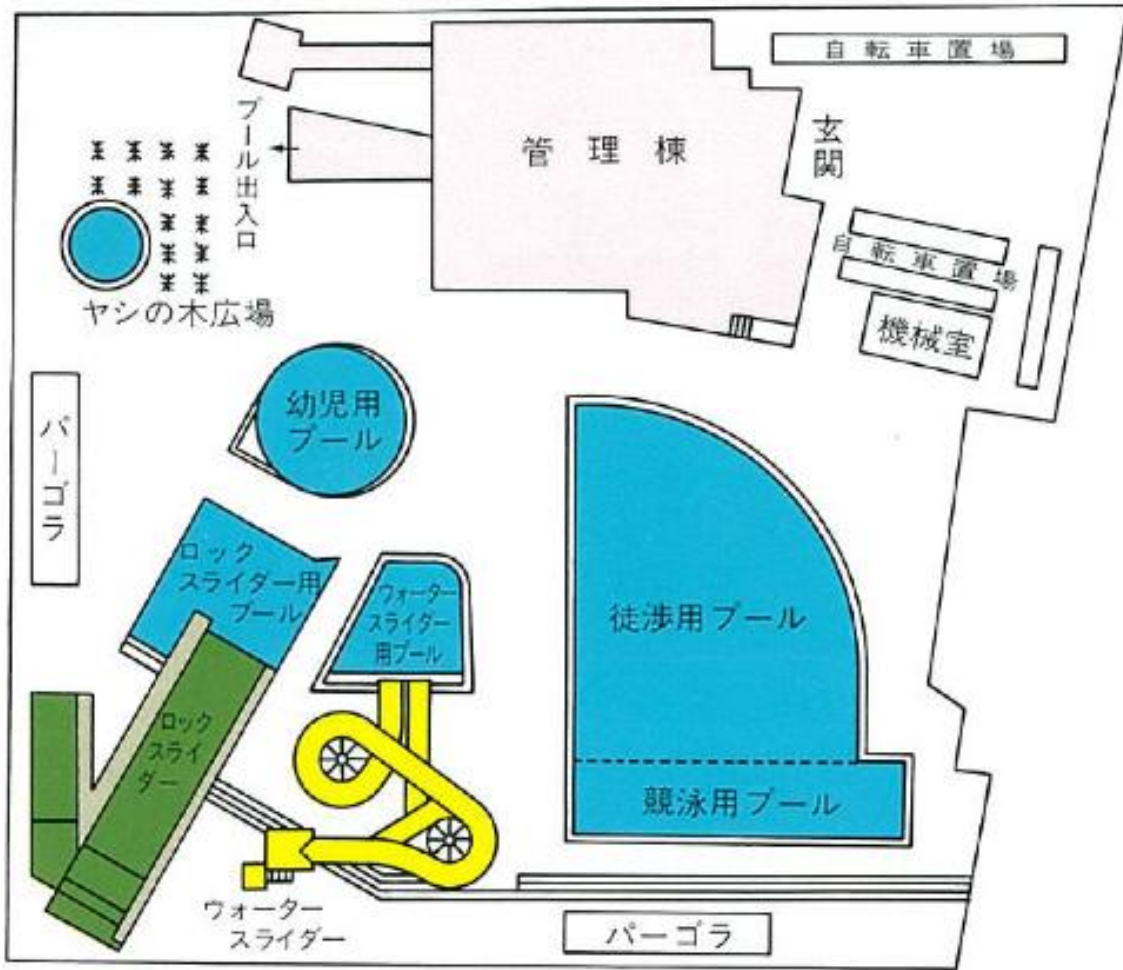 自転車置場
プール出入口
管理棟
玄関
自転車置場
機械室
ヤシの木広場
幼児用
プール
パーゴラ
ロック
スライダー用
プール
ウォーター
スライダー
用プール
徒渉用プール
ロック
スライ
ダー
競泳用プール
ウォーター
スライダー
パーゴラ